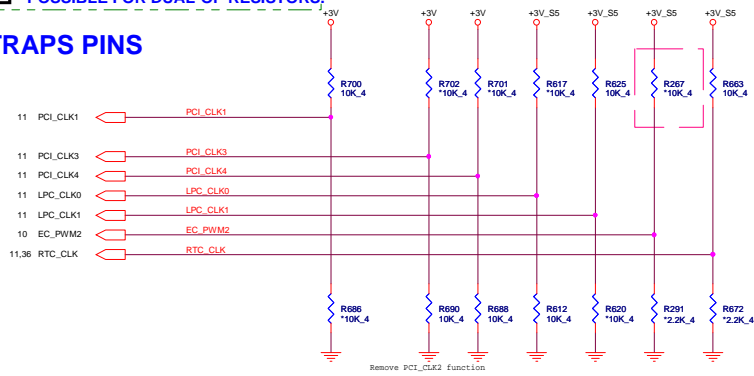 POSSIBLE FOR DUAL OP RESISTORS.
TRAPS PINS
+3V +3V +3V +3V_S5 +3V_S5 +3V_S5 +3V_S5
R700 R702 R701 R617 R625 R267 R663
10K_4 *10K_4 *10K_4 *10K_4 10K_4 *10K_4 10K_4
11 PCI_CLK1 PCI_CLK1
11 PCI_CLK3 PCI_CLK3
11 PCI_CLK4 PCI_CLK4
11 LPC_CLK0 LPC_CLK0
11 LPC_CLK1 LPC_CLK1
10 EC_PWM2 EC_PWM2
11,36 RTC_CLK RTC_CLK
R686 R690 R688 R612 R620 R291 R672
*10K_4 10K_4 10K_4 10K_4 *10K_4 *2.2K_4 *2.2K_4
Remove PCI_CLK2 function